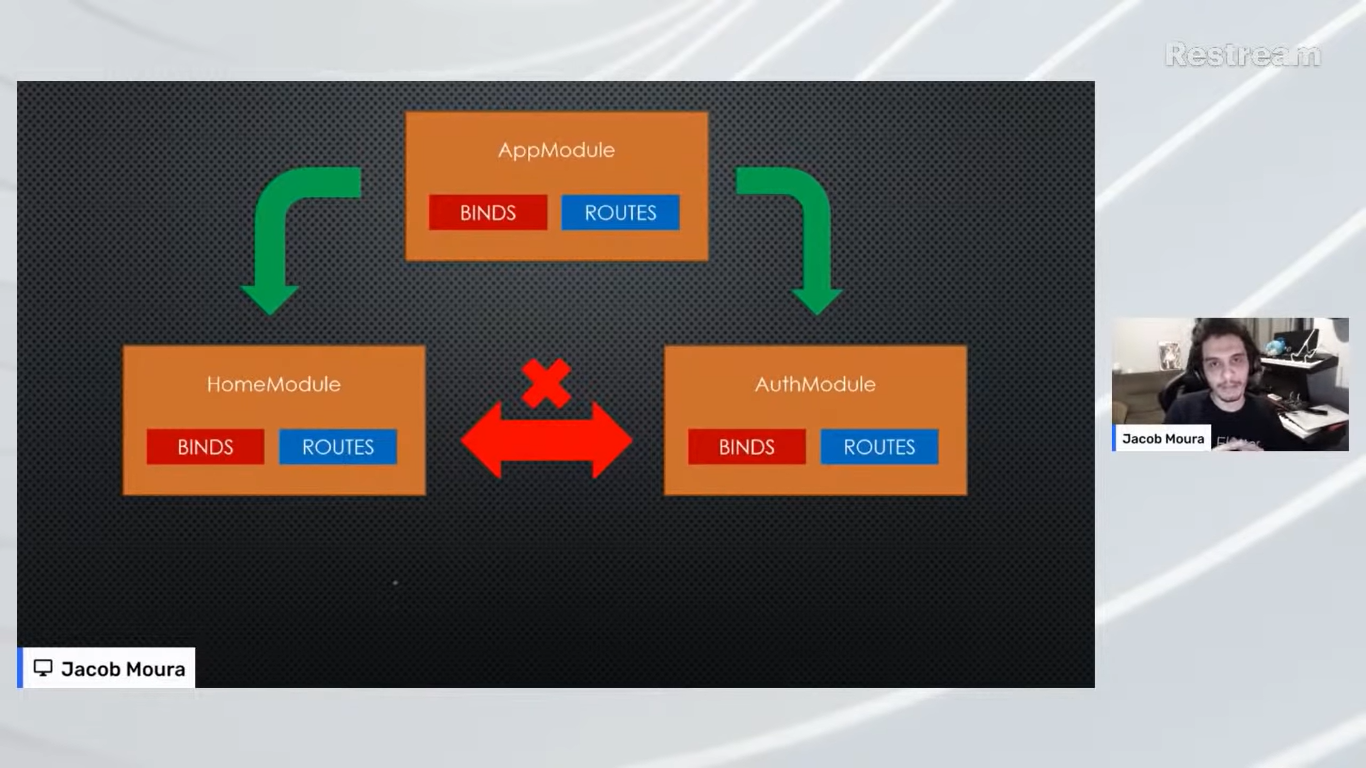 Restream
AppModule
BINDS ROUTES
HomeModule
BINDS ROUTES
AuthModule
BINDS ROUTES
Jacob Moura
Jacob Moura